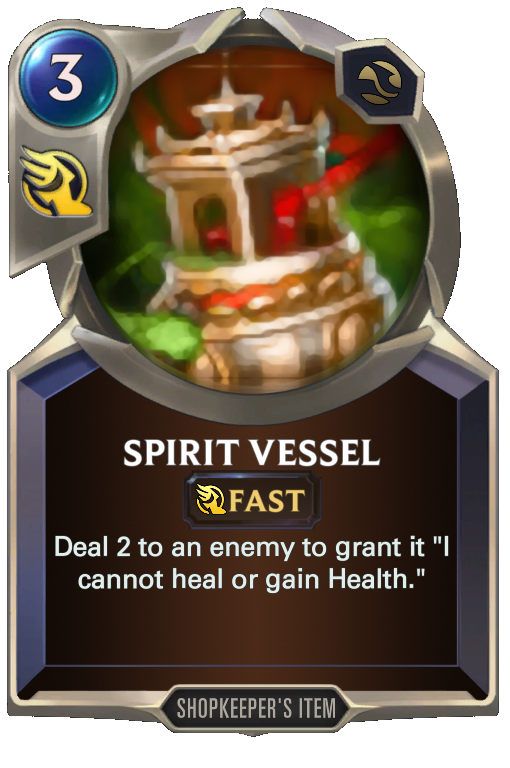 3
SPIRIT VESSEL
FAST
Deal 2 to an enemy to grant it "I
cannot heal or gain Health."
SHOPKEEPER'S ITEM